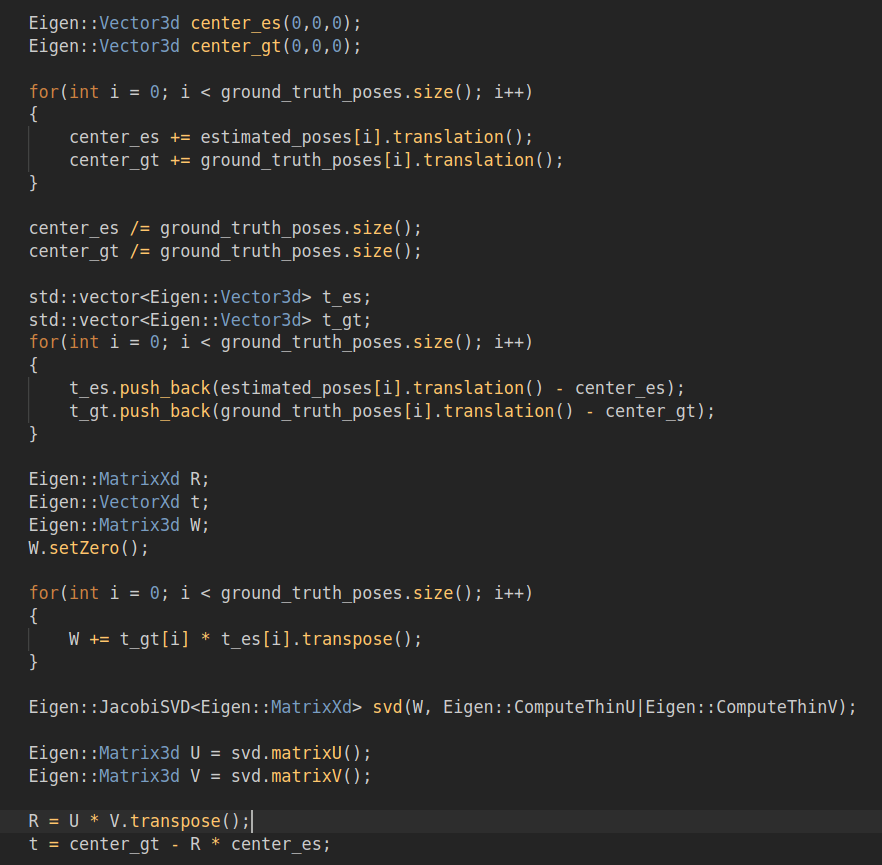 Eigen::Vector3d center_es(0,0,0);
Eigen::Vector3d center_gt(0,0,0);
for(int i = 0; i < ground_truth_poses.size(); i++)
{
center_es += estimated_poses[i].translation();
center_gt += ground_truth_poses[i].translation();
}
center_es /= ground_truth_poses.size();
center_gt /= ground_truth_poses.size();
std::vector<Eigen::Vector3d> t_es;
std::vector<Eigen::Vector3d> t_gt;
for(int i = 0; i < ground_truth_poses.size(); i++)
{
t_es.push_back(estimated_poses[i].translation() - center_es);
t_gt.push_back(ground_truth_poses[i].translation() - center_gt);
}
Eigen::MatrixXd R;
Eigen::VectorXd t;
Eigen::Matrix3d W;
W.setZero();
for(int i = 0; i < ground_truth_poses.size(); i++)
{
W += t_gt[i] * t_es[i].transpose();
}
Eigen::JacobiSVD<Eigen::MatrixXd> svd(W, Eigen::ComputeThinU|Eigen::ComputeThinV);
Eigen::Matrix3d U = svd.matrixU();
Eigen::Matrix3d V = svd.matrixV();
R = U * V.transpose();
t = center_gt - R * center_es;